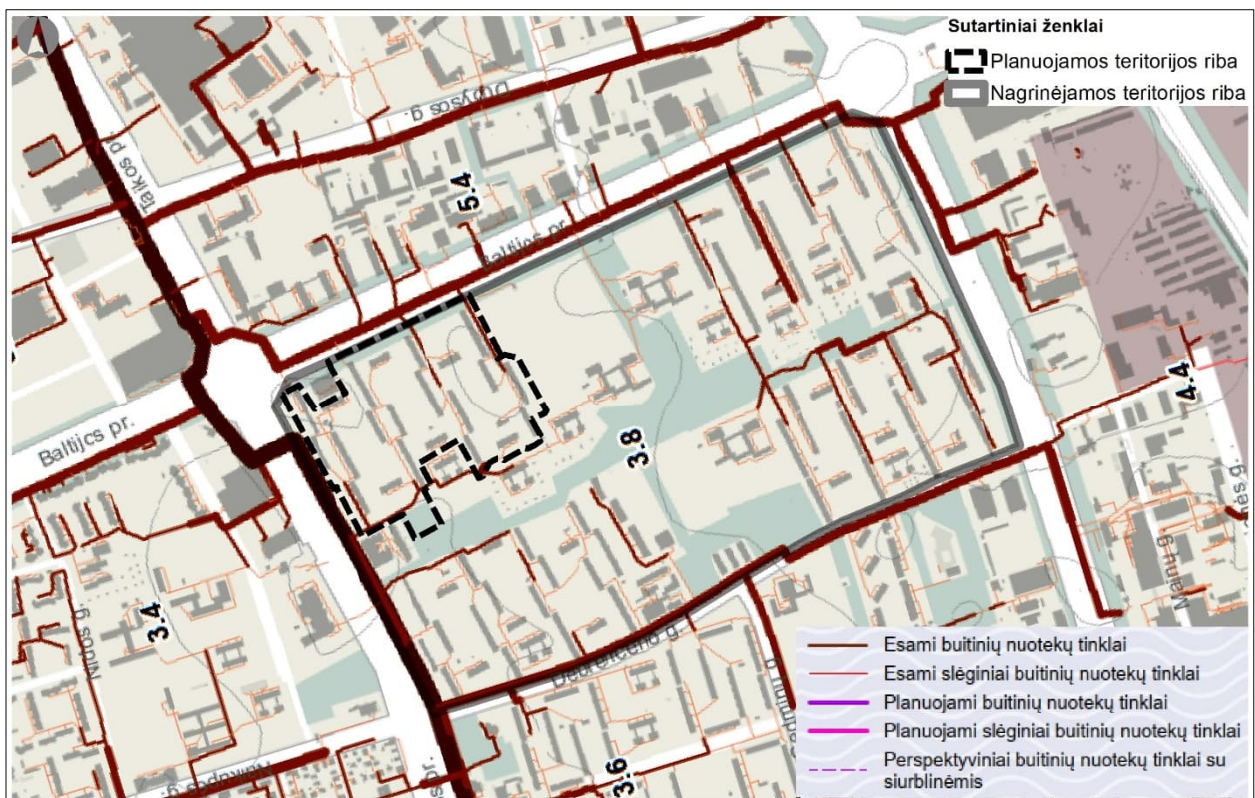 Sutartiniai ženklai
Planuojamos teritorijos riba
Nagrinėjamos teritorijos riba
Dubysos g.
Taikos pr.
5.4
Baltijos pr.
Baltijos pr.
3.8
4.4
3.4
Nidos g.
Debreceno g.
Naikupės g.
3.6
Esami buitinių nuotekų tinklai
Esami slėginiai buitinių nuotekų tinklai
Planuojami buitinių nuotekų tinklai
Planuojami slėginiai buitinių nuotekų tinklai
Perspektyviniai buitinių nuotekų tinklai su
siurblinėmis